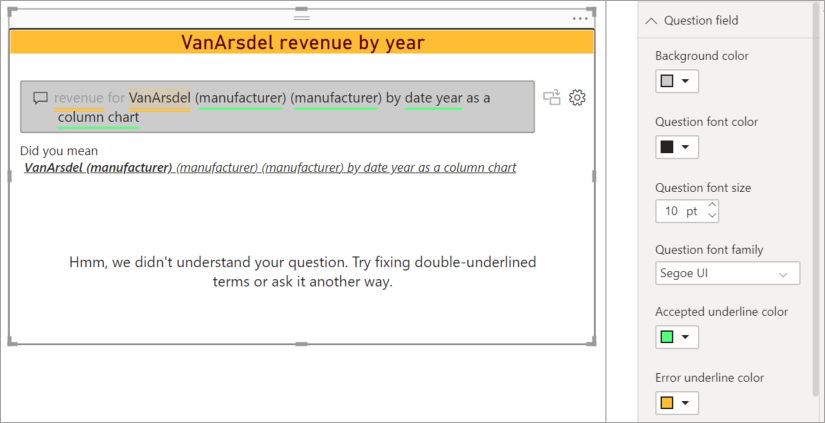 VanArsdel revenue by year
revenue for VanArsdel (manufacturer) (manufacturer) by date year as a
column chart
Did you mean
VanArsdel (manufacturer) (manufacturer) (manufacturer) by date year as a column chart
Hmm, we didn't understand your question. Try fixing double-underlined
terms or ask it another way.
Question field
Background color
Question font color
Question font size
10 pt
Question font family
Segoe UI
Accepted underline color
Error underline color